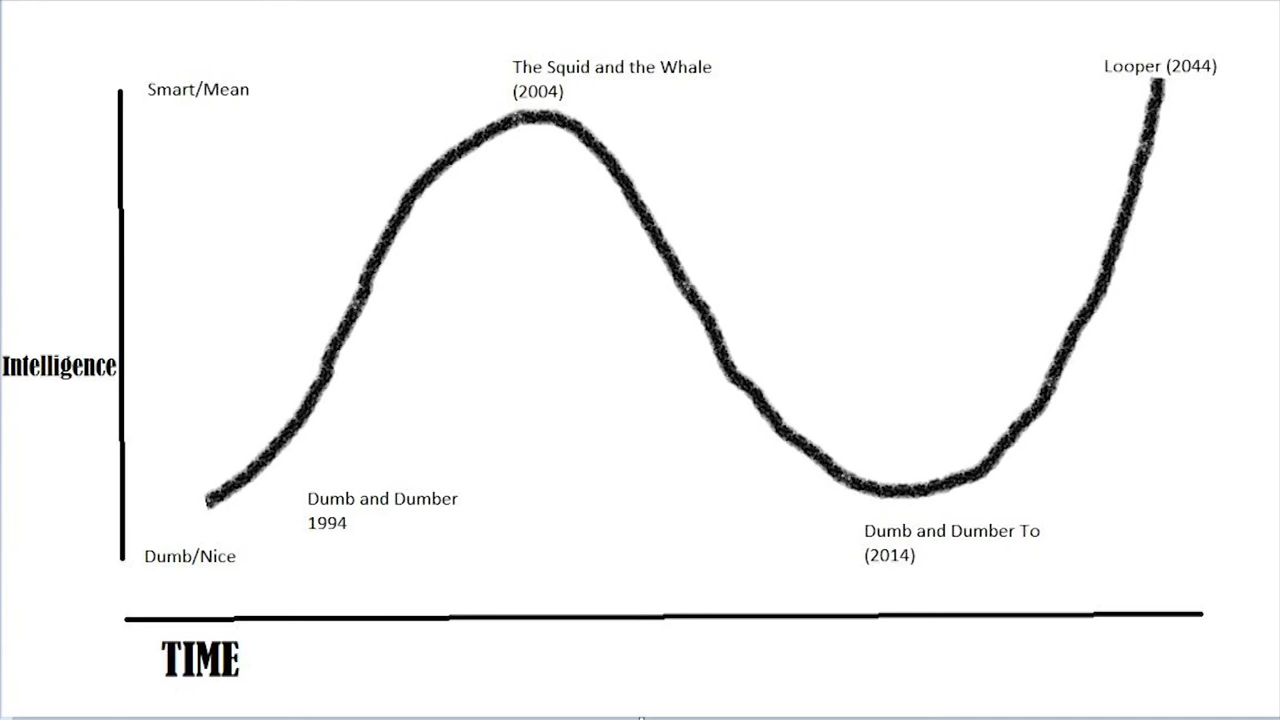 Smart/Mean
The Squid and the Whale
(2004)
Looper (2044)
Intelligence
Dumb and Dumber
1994
Dumb and Dumber To
(2014)
Dumb/Nice
TIME